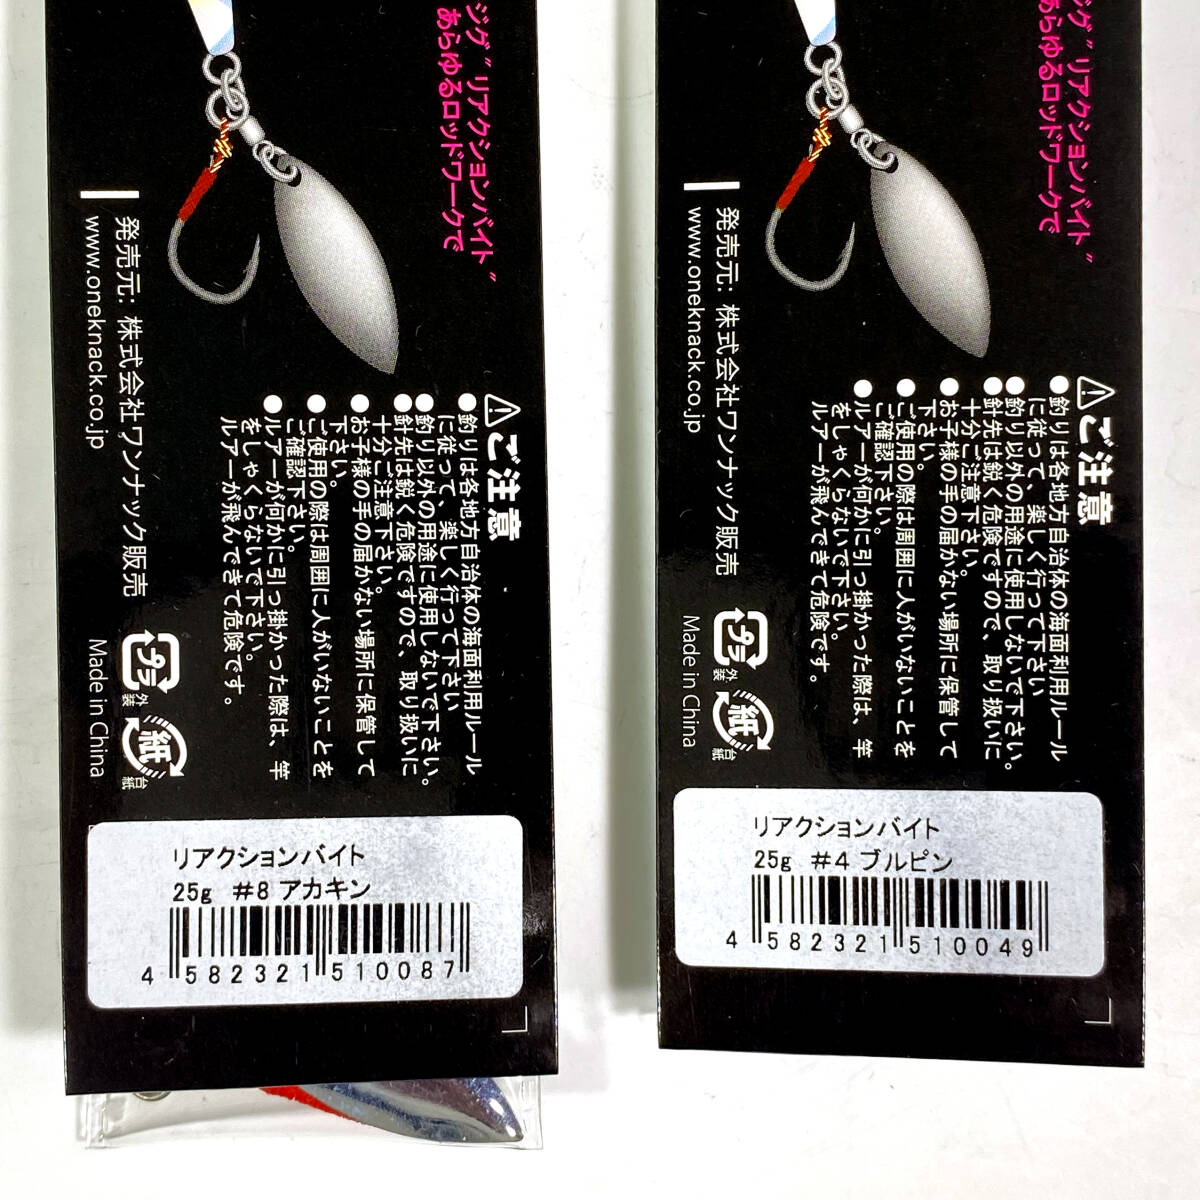 ジグ"リアクションバイト"
あらゆるロッドワークで
⚠ご注意
●釣りは各地方自治体の海面利用ルール
に従って、楽しく行って下さい
●釣り以外の用途に使用しないで下さい。
●針先は鋭く危険ですので、取り扱いに
十分ご注意下さい。
●お子様の手の届かない場所に保管して
下さい。
●ご使用の際は周囲に人がいないことを
ご確認下さい。
●ルアーが何かに引っ掛かった際は、竿
をしゃくらないで下さい。
ルアーが飛んできて危険です。
発売元: 株式会社ワンナック販売
www.oneknack.co.jp
プラ
外装
紙
台紙
Made in China
リアクションバイト
25g #8 アカキン
4 582321 510087
ジグ"リアクションバイト"
あらゆるロッドワークで
⚠ご注意
●釣りは各地方自治体の海面利用ルール
に従って、楽しく行って下さい
●釣り以外の用途に使用しないで下さい。
●針先は鋭く危険ですので、取り扱いに
十分ご注意下さい。
●お子様の手の届かない場所に保管して
下さい。
●ご使用の際は周囲に人がいないことを
ご確認下さい。
●ルアーが何かに引っ掛かった際は、竿
をしゃくらないで下さい。
ルアーが飛んできて危険です。
発売元: 株式会社ワンナック販売
www.oneknack.co.jp
プラ
外装
紙
台紙
Made in China
リアクションバイト
25g #4 ブルピン
4 582321 510049